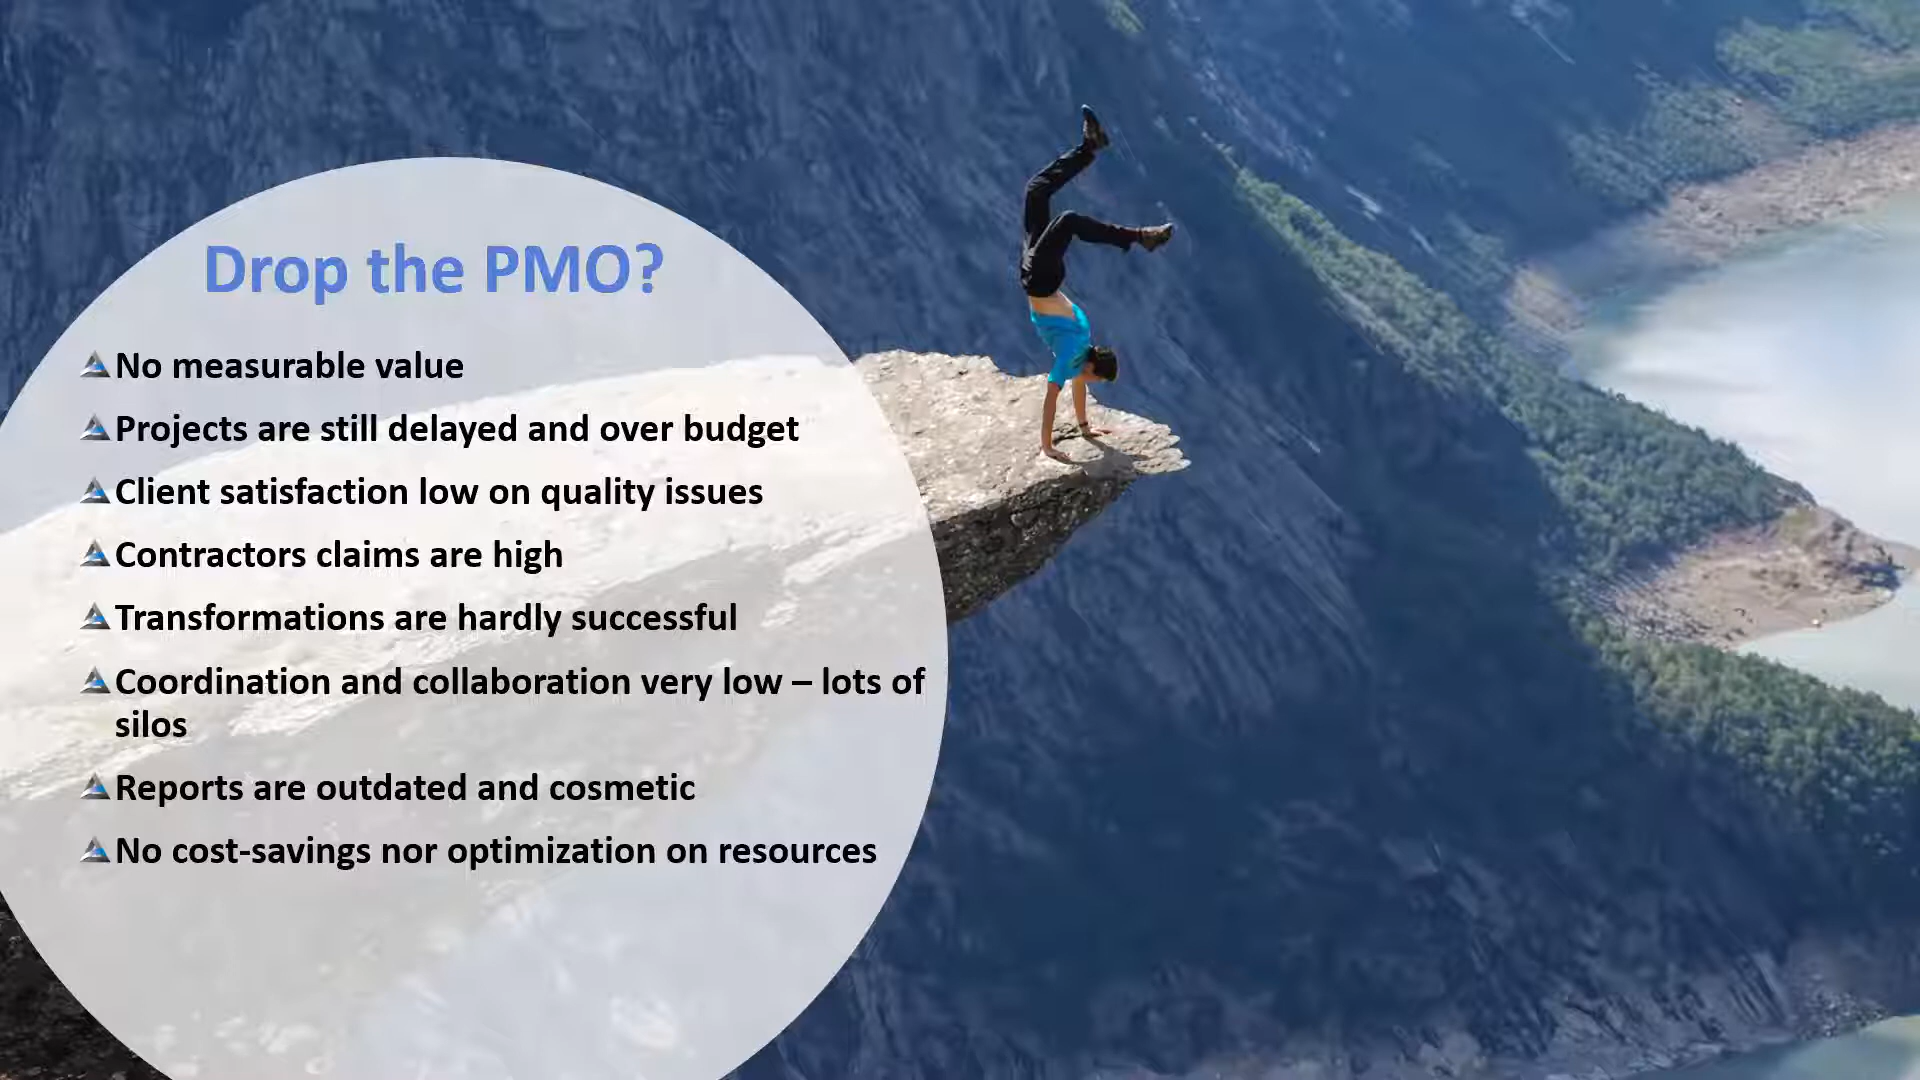 Drop the PMO?
No measurable value
Projects are still delayed and over budget
Client satisfaction low on quality issues
Contractors claims are high
Transformations are hardly successful
Coordination and collaboration very low – lots of
silos
Reports are outdated and cosmetic
No cost-savings nor optimization on resources